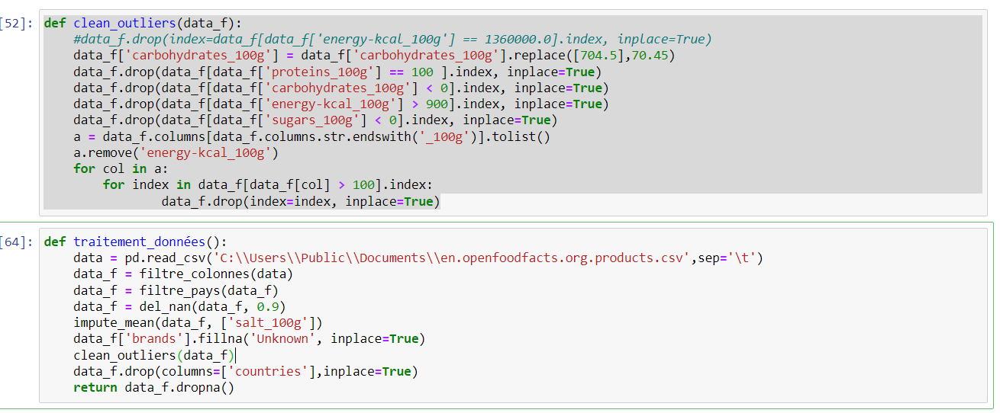 [52]: def clean_outliers(data_f):
    #data_f.drop(index=data_f[data_f['energy-kcal_100g'] == 1360000.0].index, inplace=True)
    data_f['carbohydrates_100g'] = data_f['carbohydrates_100g'].replace([704.5],70.45)
    data_f.drop(data_f[data_f['proteins_100g'] == 100 ].index, inplace=True)
    data_f.drop(data_f[data_f['carbohydrates_100g'] < 0].index, inplace=True)
    data_f.drop(data_f[data_f['energy-kcal_100g'] > 900].index, inplace=True)
    data_f.drop(data_f[data_f['sugars_100g'] < 0].index, inplace=True)
    a = data_f.columns[data_f.columns.str.endswith('_100g')].tolist()
    a.remove('energy-kcal_100g')
    for col in a:
        for index in data_f[data_f[col] > 100].index:
                data_f.drop(index=index, inplace=True)
[64]: def traitement_données():
    data = pd.read_csv('C:\\Users\\Public\\Documents\\en.openfoodfacts.org.products.csv',sep='\t')
    data_f = filtre_colonnes(data)
    data_f = filtre_pays(data_f)
    data_f = del_nan(data_f, 0.9)
    impute_mean(data_f, ['salt_100g'])
    data_f['brands'].fillna('Unknown', inplace=True)
    clean_outliers(data_f)
    data_f.drop(columns=['countries'],inplace=True)
    return data_f.dropna()